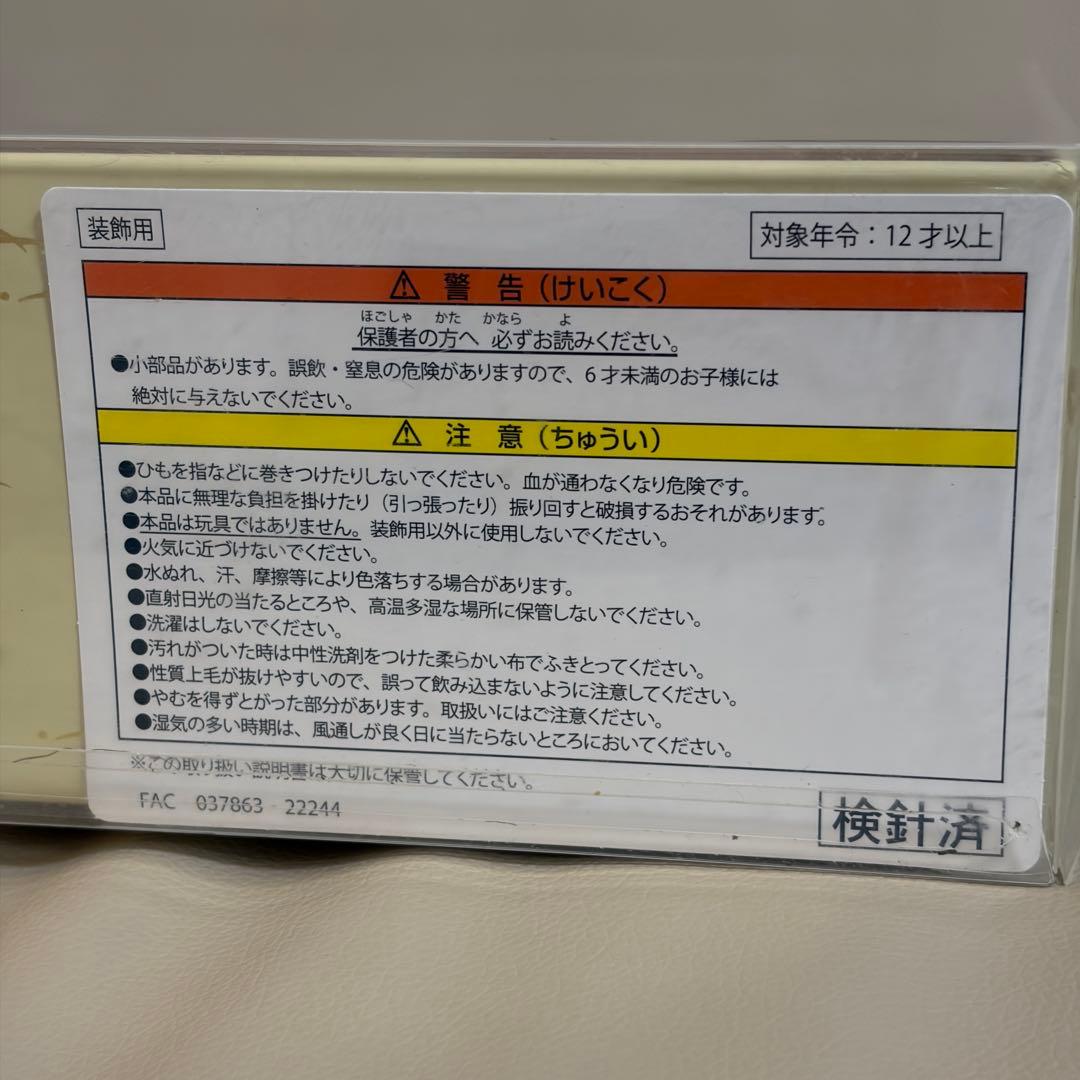 装飾用
対象年令：12才以上
⚠ 警 告（けいこく）
ほごしゃ かた かなら よ
保護者の方へ 必ずお読みください。
●小部品があります。誤飲・窒息の危険がありますので、6才未満のお子様には
絶対に与えないでください。
⚠ 注 意（ちゅうい）
●ひもを指などに巻きつけたりしないでください。血が通わなくなり危険です。
●本品に無理な負担を掛けたり（引っ張ったり）振り回すと破損するおそれがあります。
●本品は玩具ではありません。装飾用以外に使用しないでください。
●火気に近づけないでください。
●水ぬれ、汗、摩擦等により色落ちする場合があります。
●直射日光の当たるところや、高温多湿な場所に保管しないでください。
●洗濯はしないでください。
●汚れがついた時は中性洗剤をつけた柔らかい布でふきとってください。
●性質上毛が抜けやすいので、誤って飲み込まないように注意してください。
●やむを得ずとがった部分があります。取扱いにはご注意ください。
●湿気の多い時期は、風通しが良く日に当たらないところにおいてください。
※この取り扱い説明書は大切に保管してください。
FAC 037863 22244
検針済